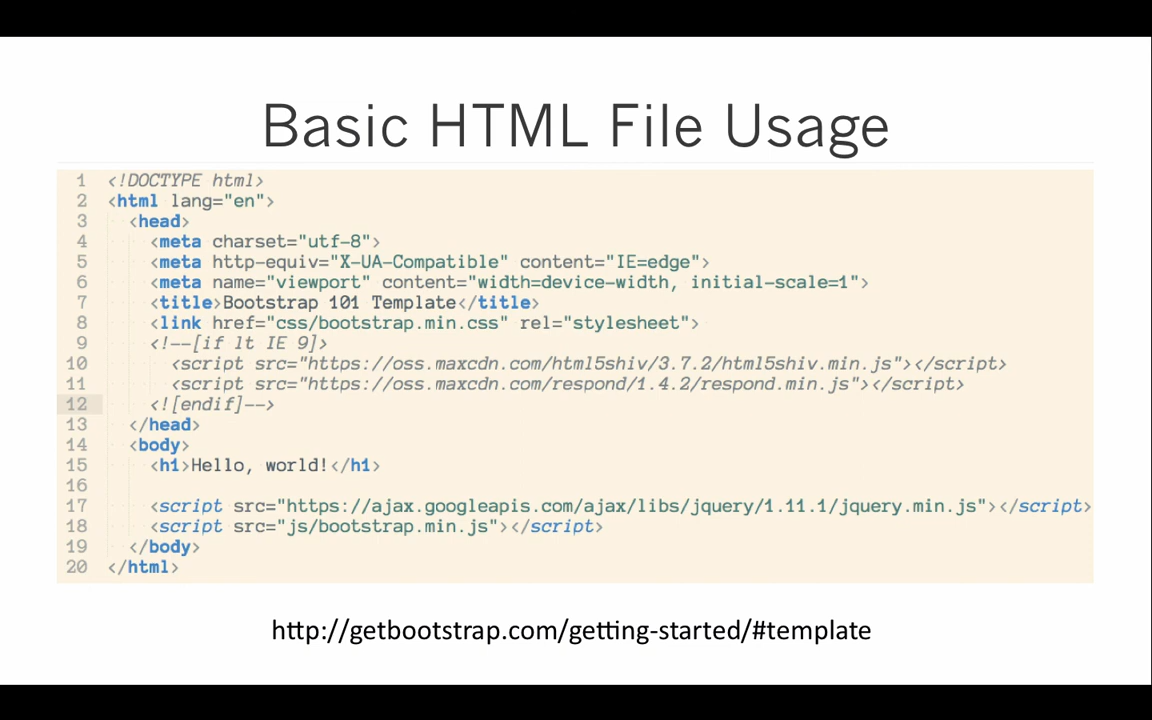 Basic HTML File Usage
1 <!DOCTYPE html>
2 <html lang="en">
3 <head>
4 <meta charset="utf-8">
5 <meta http-equiv="X-UA-Compatible" content="IE=edge">
6 <meta name="viewport" content="width=device-width, initial-scale=1">
7 <title>Bootstrap 101 Template</title>
8 <link href="css/bootstrap.min.css" rel="stylesheet">
9 <!--[if lt IE 9]>
10 <script src="https://oss.maxcdn.com/html5shiv/3.7.2/html5shiv.min.js"></script>
11 <script src="https://oss.maxcdn.com/respond/1.4.2/respond.min.js"></script>
12 <![endif]-->
13 </head>
14 <body>
15 <h1>Hello, world!</h1>
16
17 <script src="https://ajax.googleapis.com/ajax/libs/jquery/1.11.1/jquery.min.js"></script>
18 <script src="js/bootstrap.min.js"></script>
19 </body>
20 </html>
http://getbootstrap.com/getting-started/#template